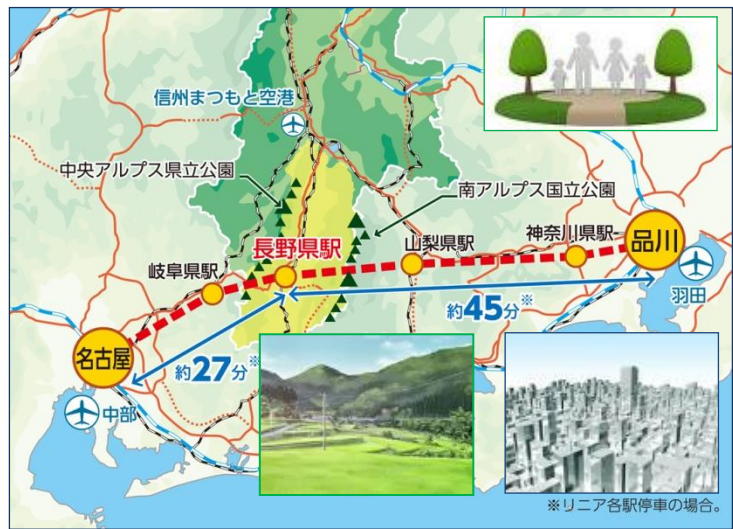 信州まつもと空港
中央アルプス県立公園
南アルプス国立公園
長野県駅
山梨県駅
神奈川県駅
品川
岐阜県駅
羽田
約45分※
名古屋
約27分※
中部
※リニア各駅停車の場合。